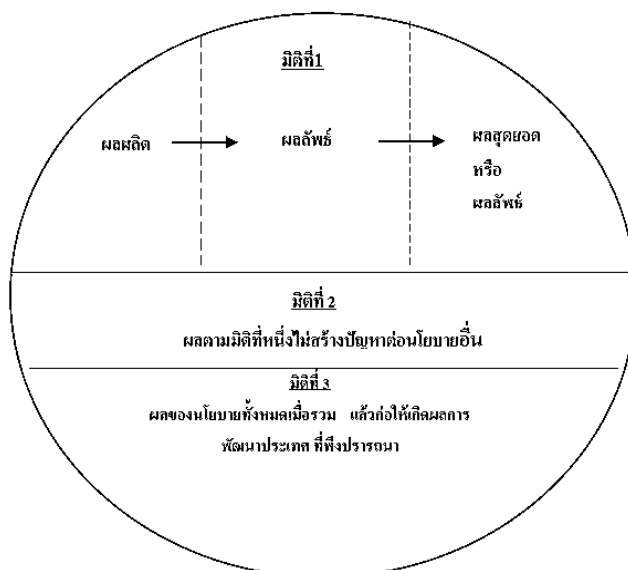 มิติที่1
ผลผลิต
ผลลัพธ์
ผลสุดยอด
หรือ
ผลลัพธ์
มิติที่ 2
ผลตามมิติที่หนึ่งไม่สร้างปัญหาต่อนโยบายอื่น
มิติที่ 3
ผลของนโยบายทั้งหมดเมื่อรวม แล้วก่อให้เกิดผลการ
พัฒนาประเทศ ที่พึงปรารถนา